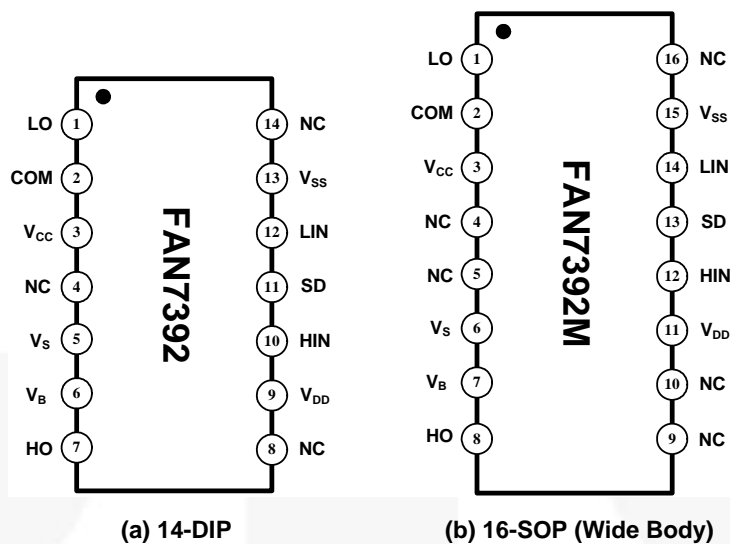 LO 1 14 NC
COM 2 13 VSS
VCC 3 12 LIN
NC 4 11 SD
VS 5 10 HIN
VB 6 9 VDD
HO 7 8 NC
FAN7392
(a) 14-DIP
LO 1 16 NC
COM 2 15 VSS
VCC 3 14 LIN
NC 4 13 SD
NC 5 12 HIN
VS 6 11 VDD
VB 7 10 NC
HO 8 9 NC
FAN7392M
(b) 16-SOP (Wide Body)